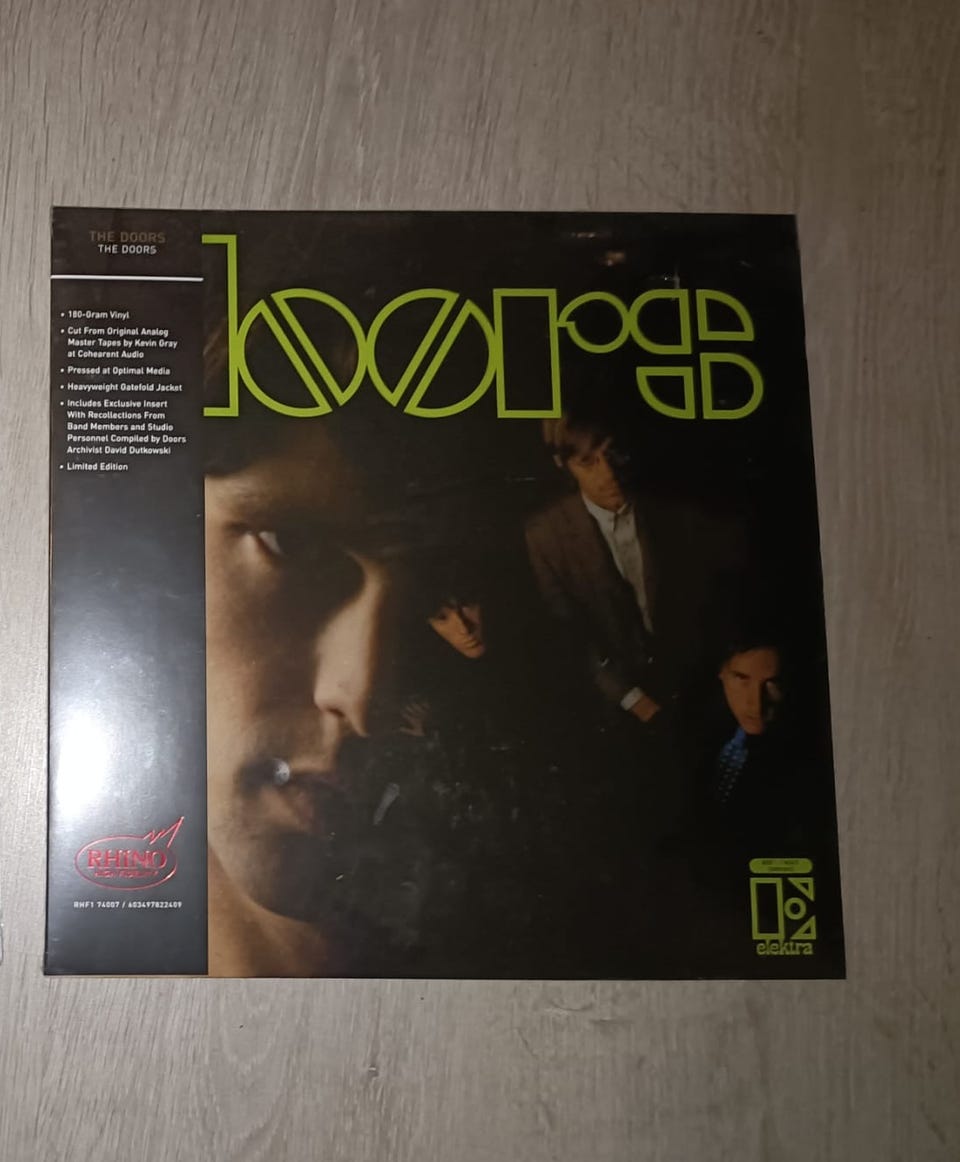 THE DOORS
THE DOORS
• 180-Gram Vinyl
• Cut From Original Analog
Master Tapes by Kevin Gray
at Cohearent Audio
• Pressed at Optimal Media
• Heavyweight Gatefold Jacket
• Includes Exclusive Insert
With Recollections From
Band Members and Studio
Personnel Compiled by Doors
Archivist David Dutkowski
• Limited Edition
RHINO
HIGH FIDELITY
RHF1 74007 / 603497822409
DOORS
elektra